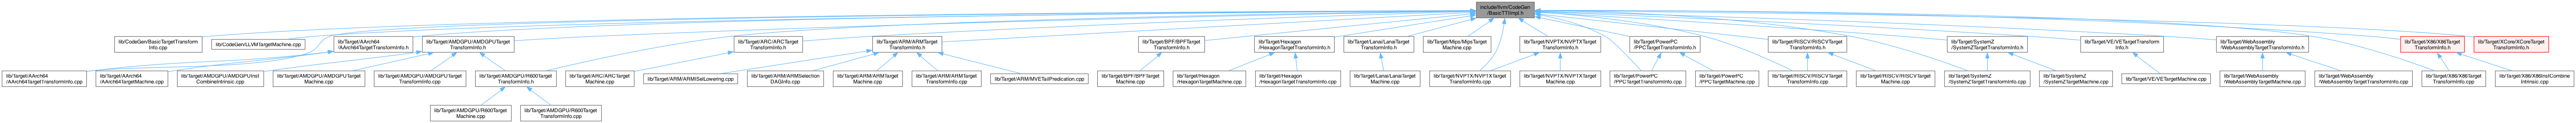 include/llvm/CodeGen
/BasicTTIImpl.h
lib/CodeGen/BasicTargetTransform
Info.cpp
lib/CodeGen/LLVMTargetMachine.cpp
lib/Target/AArch64
/AArch64TargetTransformInfo.h
lib/Target/AMDGPU/AMDGPUTarget
TransformInfo.h
lib/Target/ARC/ARCTarget
TransformInfo.h
lib/Target/ARM/ARMTarget
TransformInfo.h
lib/Target/BPF/BPFTarget
TransformInfo.h
lib/Target/Hexagon
/HexagonTargetTransformInfo.h
lib/Target/Lanai/LanaiTarget
TransformInfo.h
lib/Target/Mips/MipsTarget
Machine.cpp
lib/Target/NVPTX/NVPTXTarget
TransformInfo.h
lib/Target/PowerPC
/PPCTargetTransformInfo.h
lib/Target/RISCV/RISCVTarget
TransformInfo.h
lib/Target/SystemZ
/SystemZTargetTransformInfo.h
lib/Target/VE/VETargetTransform
Info.h
lib/Target/WebAssembly
/WebAssemblyTargetTransformInfo.h
lib/Target/X86/X86Target
TransformInfo.h
lib/Target/XCore/XCoreTarget
TransformInfo.h
lib/Target/AArch64
/AArch64TargetTransformInfo.cpp
lib/Target/AArch64
/AArch64TargetMachine.cpp
lib/Target/AMDGPU/AMDGPUInst
CombineIntrinsic.cpp
lib/Target/AMDGPU/AMDGPUTarget
Machine.cpp
lib/Target/AMDGPU/AMDGPUTarget
TransformInfo.cpp
lib/Target/AMDGPU/R600Target
TransformInfo.h
lib/Target/ARC/ARCTarget
Machine.cpp
lib/Target/ARM/ARMISelLowering.cpp
lib/Target/ARM/ARMSelection
DAGInfo.cpp
lib/Target/ARM/ARMTarget
Machine.cpp
lib/Target/ARM/ARMTarget
TransformInfo.cpp
lib/Target/ARM/MVETailPredication.cpp
lib/Target/BPF/BPFTarget
Machine.cpp
lib/Target/Hexagon
/HexagonTargetMachine.cpp
lib/Target/Hexagon
/HexagonTargetTransformInfo.cpp
lib/Target/Lanai/LanaiTarget
Machine.cpp
lib/Target/NVPTX/NVPTXTarget
TransformInfo.cpp
lib/Target/NVPTX/NVPTXTarget
Machine.cpp
lib/Target/PowerPC
/PPCTargetTransformInfo.cpp
lib/Target/PowerPC
/PPCTargetMachine.cpp
lib/Target/RISCV/RISCVTarget
TransformInfo.cpp
lib/Target/RISCV/RISCVTarget
Machine.cpp
lib/Target/SystemZ
/SystemZTargetTransformInfo.cpp
lib/Target/SystemZ
/SystemZTargetMachine.cpp
lib/Target/VE/VETargetMachine.cpp
lib/Target/WebAssembly
/WebAssemblyTargetMachine.cpp
lib/Target/WebAssembly
/WebAssemblyTargetTransformInfo.cpp
lib/Target/X86/X86Target
TransformInfo.cpp
lib/Target/X86/X86InstCombine
Intrinsic.cpp
lib/Target/AMDGPU/R600Target
Machine.cpp
lib/Target/AMDGPU/R600Target
TransformInfo.cpp